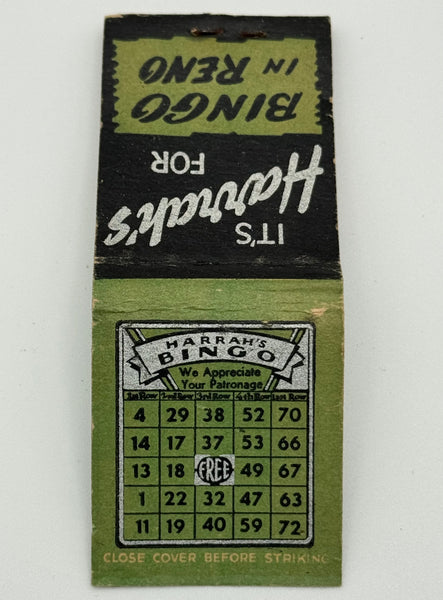 IT'S
Harrah's
FOR
BINGO
IN RENO
HARRAH'S
BINGO
We Appreciate
Your Patronage
1st Row 2nd Row 3rd Row 4th Row Last Row
4 29 38 52 70
14 17 37 53 66
13 18 FREE 49 67
1 22 32 47 63
11 19 40 59 72
CLOSE COVER BEFORE STRIKING